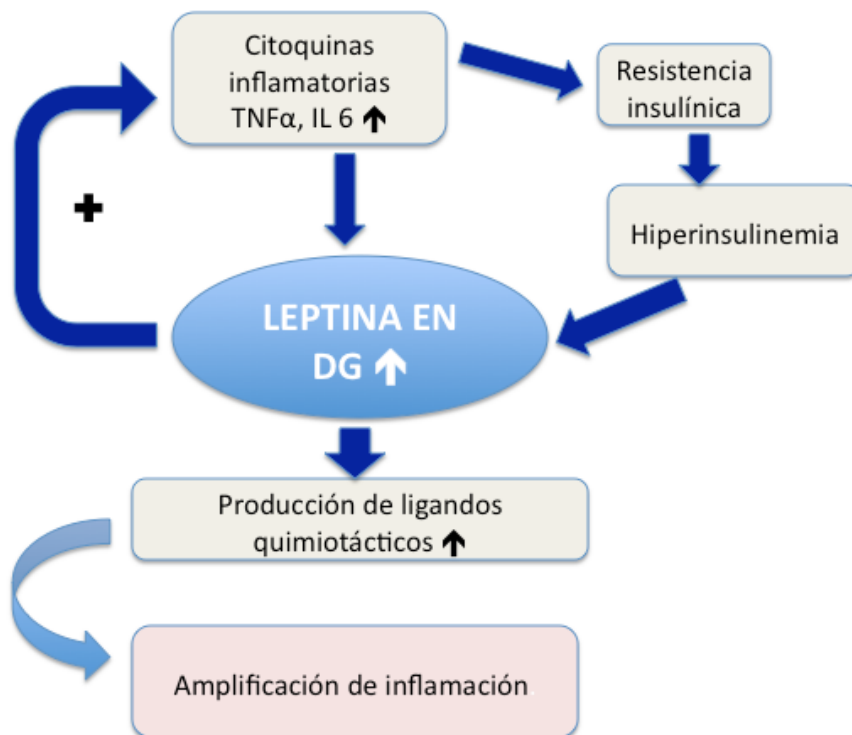 Citoquinas
inflamatorias
TNFα, IL 6 ↑
Resistencia
insulínica
+
Hiperinsulinemia
LEPTINA EN
DG ↑
Producción de ligandos
quimiotácticos ↑
Amplificación de inflamación.